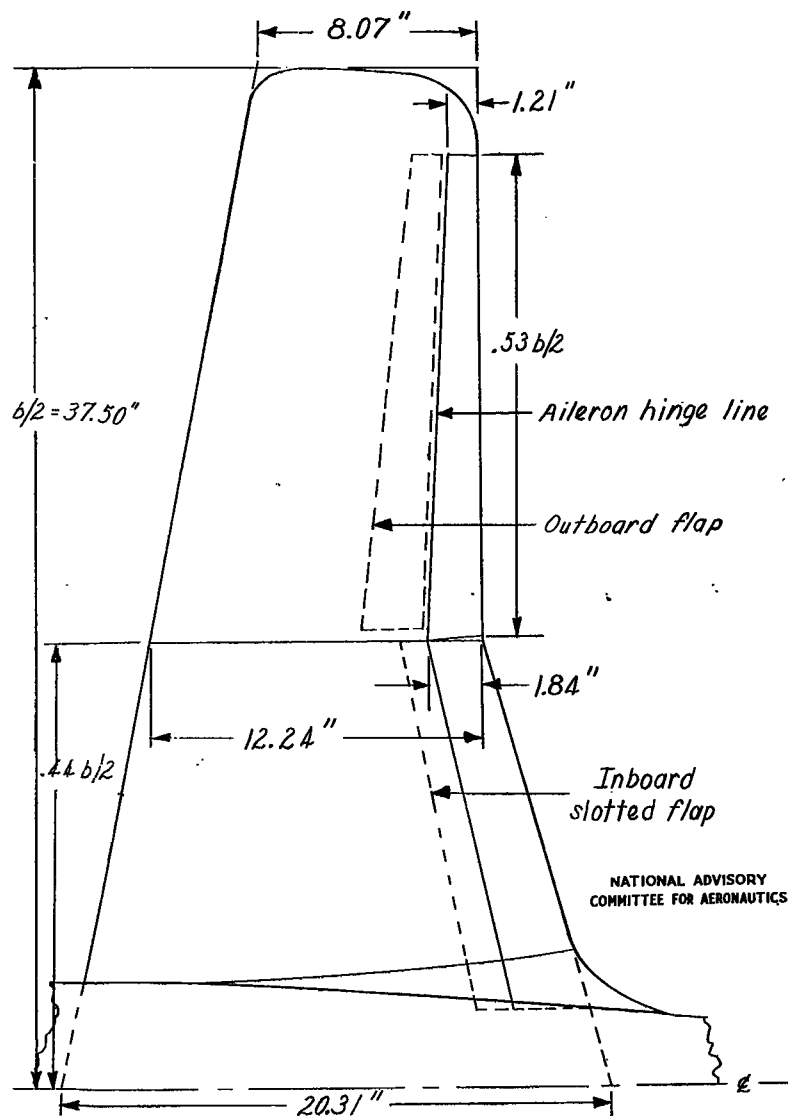 8.07"
1.21"
.53 b/2
b/2 = 37.50"
Aileron hinge line
Outboard flap
1.84"
12.24"
.44 b/2
Inboard
slotted flap
NATIONAL ADVISORY
COMMITTEE FOR AERONAUTICS
℄
20.31"